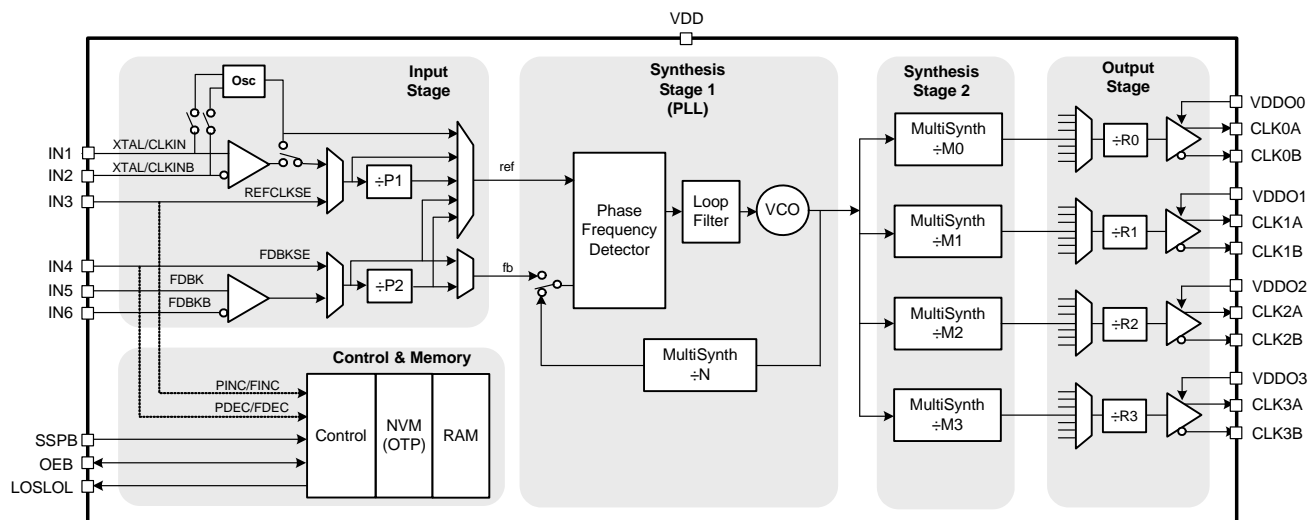 VDD
Input
Stage
Osc
Synthesis
Stage 1
(PLL)
Synthesis
Stage 2
Output
Stage
IN1
XTAL/CLKIN
IN2
XTAL/CLKINB
IN3
REFCLKSE
÷P1
ref
IN4
FDBKSE
IN5
FDBK
IN6
FDBKB
÷P2
fb
Phase
Frequency
Detector
Loop
Filter
VCO
MultiSynth
÷N
MultiSynth
÷M0
MultiSynth
÷M1
MultiSynth
÷M2
MultiSynth
÷M3
÷R0
÷R1
÷R2
÷R3
VDDO0
CLK0A
CLK0B
VDDO1
CLK1A
CLK1B
VDDO2
CLK2A
CLK2B
VDDO3
CLK3A
CLK3B
Control & Memory
PINC/FINC
PDEC/FDEC
Control
NVM
(OTP)
RAM
SSPB
OEB
LOSLOL